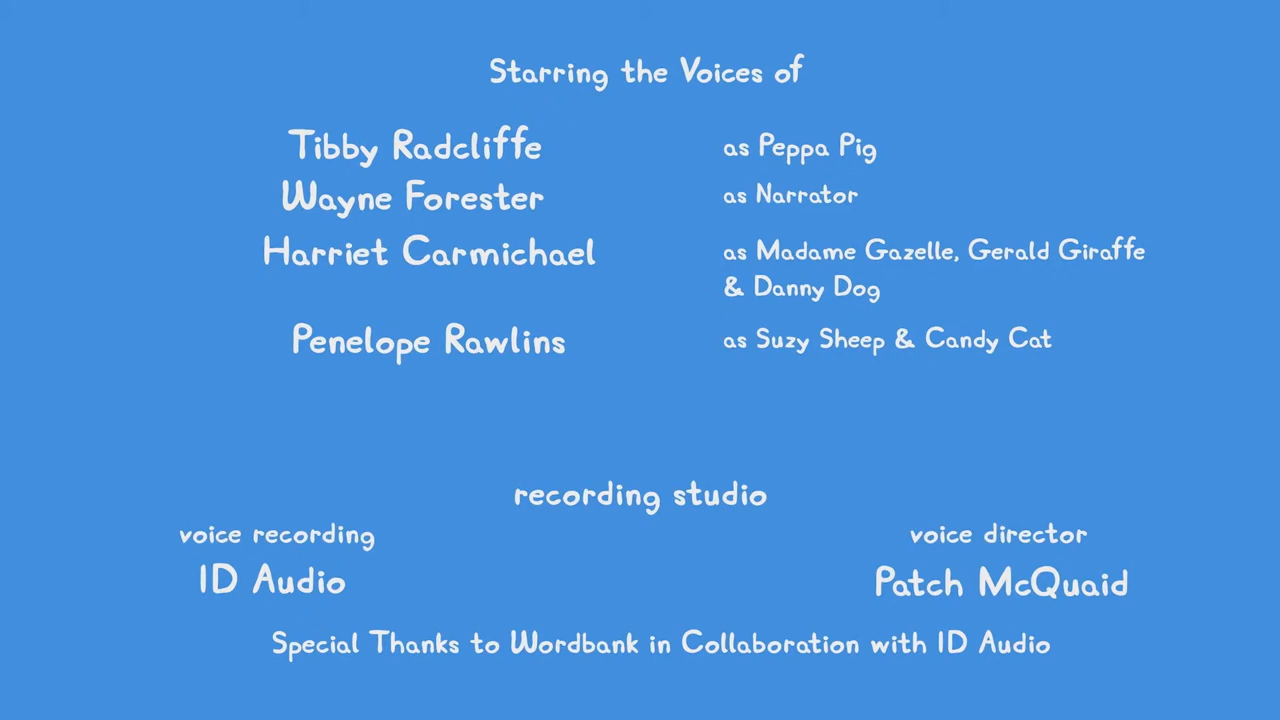 Starring the Voices of
Tibby Radcliffe as Peppa Pig
Wayne Forester as Narrator
Harriet Carmichael as Madame Gazelle, Gerald Giraffe
& Danny Dog
Penelope Rawlins as Suzy Sheep & Candy Cat
recording studio
voice recording
ID Audio
voice director
Patch McQuaid
Special Thanks to Wordbank in Collaboration with ID Audio